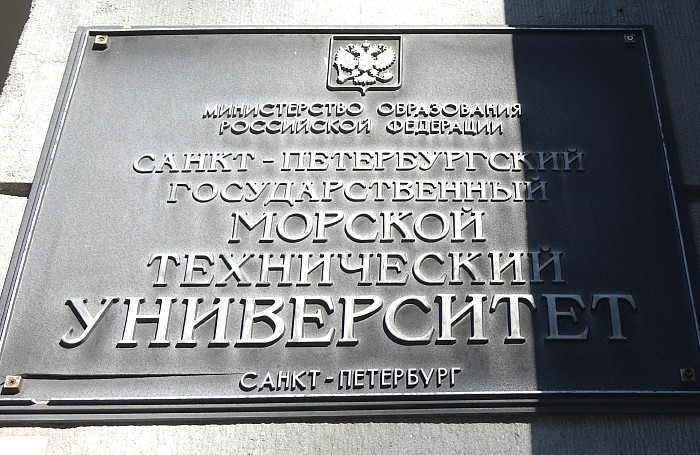 МИНИСТЕРСТВО ОБРАЗОВАНИЯ
РОССИЙСКОЙ ФЕДЕРАЦИИ
САНКТ-ПЕТЕРБУРГСКИЙ
ГОСУДАРСТВЕННЫЙ
МОРСКОЙ
ТЕХНИЧЕСКИЙ
УНИВЕРСИТЕТ
САНКТ-ПЕТЕРБУРГ